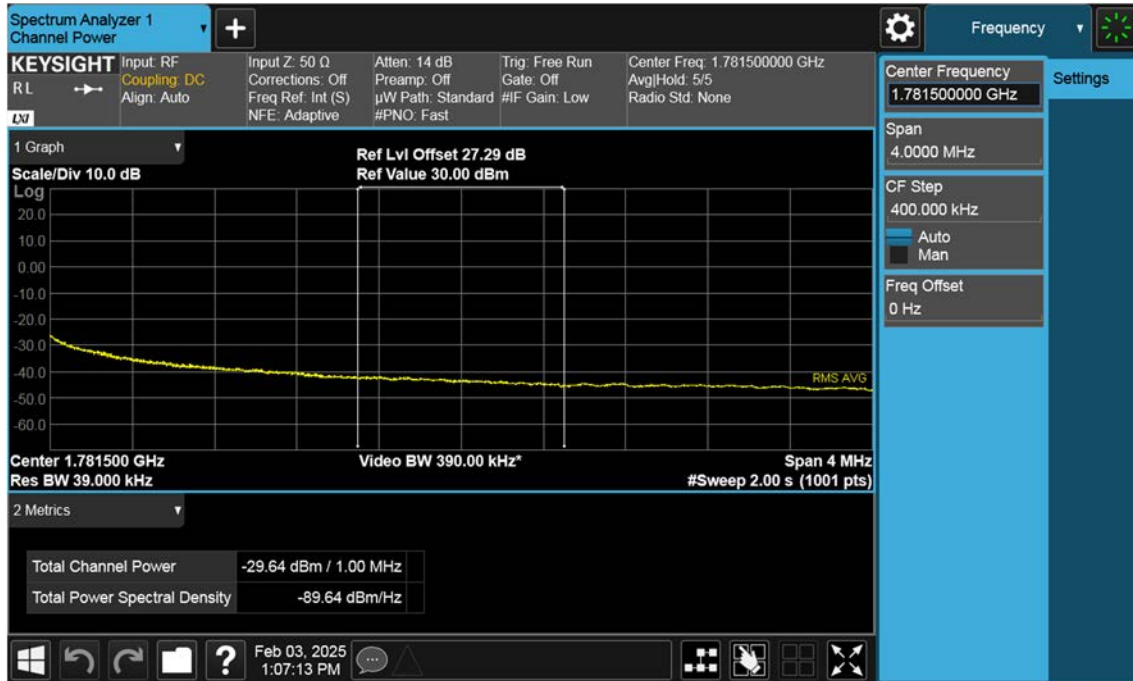 Spectrum Analyzer 1
Channel Power
Frequency
KEYSIGHT
R L
LXI
Input: RF
Coupling: DC
Align: Auto
Input Z: 50 Ω
Corrections: Off
Freq Ref: Int (S)
NFE: Adaptive
Atten: 14 dB
Preamp: Off
µW Path: Standard
#PNO: Fast
Trig: Free Run
Gate: Off
#IF Gain: Low
Center Freq: 1.781500000 GHz
Avg|Hold: 5/5
Radio Std: None
Center Frequency
1.781500000 GHz
Settings
Span
4.0000 MHz
CF Step
400.000 kHz
Auto
Man
Freq Offset
0 Hz
1 Graph
Scale/Div 10.0 dB
Ref Lvl Offset 27.29 dB
Ref Value 30.00 dBm
Log
20.0
10.0
0.00
-10.0
-20.0
-30.0
-40.0
-50.0
-60.0
RMS AVG
Center 1.781500 GHz
Video BW 390.00 kHz*
Span 4 MHz
Res BW 39.000 kHz
#Sweep 2.00 s (1001 pts)
2 Metrics
Total Channel Power -29.64 dBm / 1.00 MHz
Total Power Spectral Density -89.64 dBm/Hz
Feb 03, 2025
1:07:13 PM